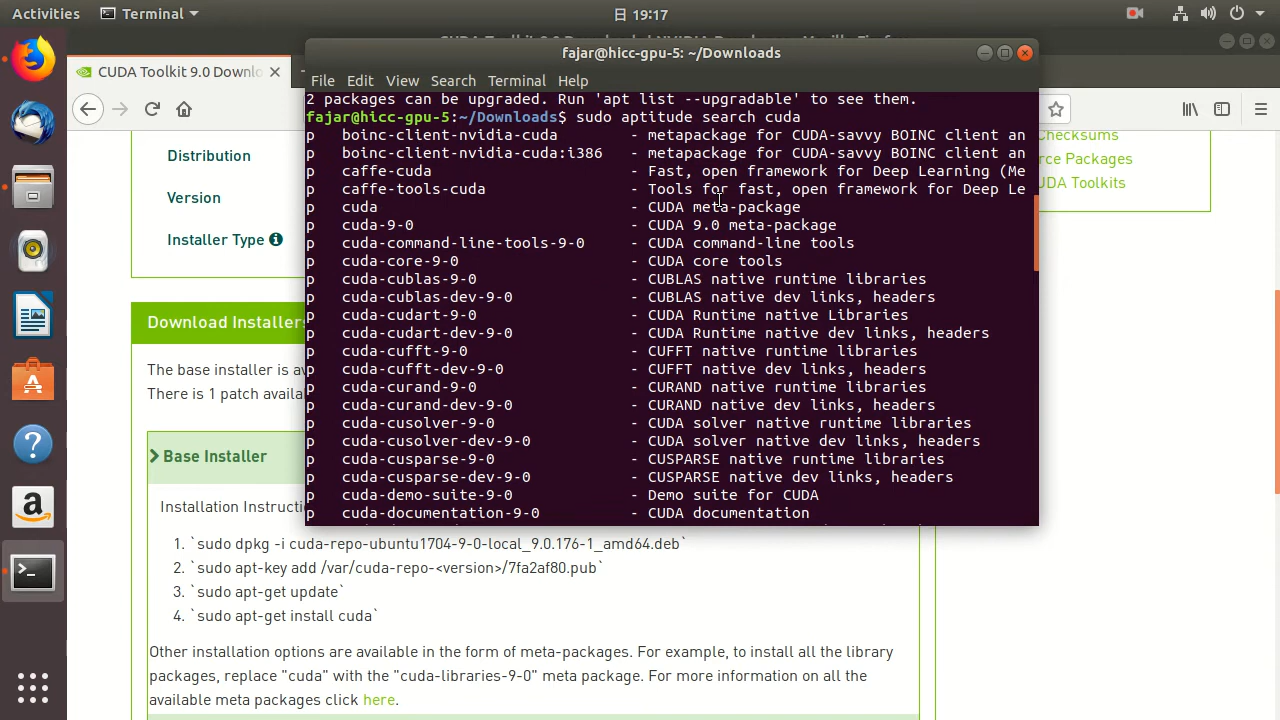 Activities
Terminal
日 19:17
fajar@hicc-gpu-5: ~/Downloads
CUDA Toolkit 9.0 Downlo
File Edit View Search Terminal Help
2 packages can be upgraded. Run 'apt list --upgradable' to see them.
fajar@hicc-gpu-5:~/Downloads$ sudo aptitude search cuda
p boinc-client-nvidia-cuda - metapackage for CUDA-savvy BOINC client an
p boinc-client-nvidia-cuda:i386 - metapackage for CUDA-savvy BOINC client an
p caffe-cuda - Fast, open framework for Deep Learning (Me
p caffe-tools-cuda - Tools for fast, open framework for Deep Le
p cuda - CUDA meta-package
p cuda-9-0 - CUDA 9.0 meta-package
p cuda-command-line-tools-9-0 - CUDA command-line tools
p cuda-core-9-0 - CUDA core tools
p cuda-cublas-9-0 - CUBLAS native runtime libraries
p cuda-cublas-dev-9-0 - CUBLAS native dev links, headers
p cuda-cudart-9-0 - CUDA Runtime native Libraries
p cuda-cudart-dev-9-0 - CUDA Runtime native dev links, headers
p cuda-cufft-9-0 - CUFFT native runtime libraries
p cuda-cufft-dev-9-0 - CUFFT native dev links, headers
p cuda-curand-9-0 - CURAND native runtime libraries
p cuda-curand-dev-9-0 - CURAND native dev links, headers
p cuda-cusolver-9-0 - CUDA solver native runtime libraries
p cuda-cusolver-dev-9-0 - CUDA solver native dev links, headers
p cuda-cusparse-9-0 - CUSPARSE native runtime libraries
p cuda-cusparse-dev-9-0 - CUSPARSE native dev links, headers
p cuda-demo-suite-9-0 - Demo suite for CUDA
p cuda-documentation-9-0 - CUDA documentation
Checksums
rce Packages
UDA Toolkits
Distribution
Version
Installer Type
Download Installers
The base installer is av
There is 1 patch availa
Base Installer
Installation Instructi
1. `sudo dpkg -i cuda-repo-ubuntu1704-9-0-local_9.0.176-1_amd64.deb`
2. `sudo apt-key add /var/cuda-repo-<version>/7fa2af80.pub`
3. `sudo apt-get update`
4. `sudo apt-get install cuda`
Other installation options are available in the form of meta-packages. For example, to install all the library
packages, replace "cuda" with the "cuda-libraries-9-0" meta package. For more information on all the
available meta packages click here.